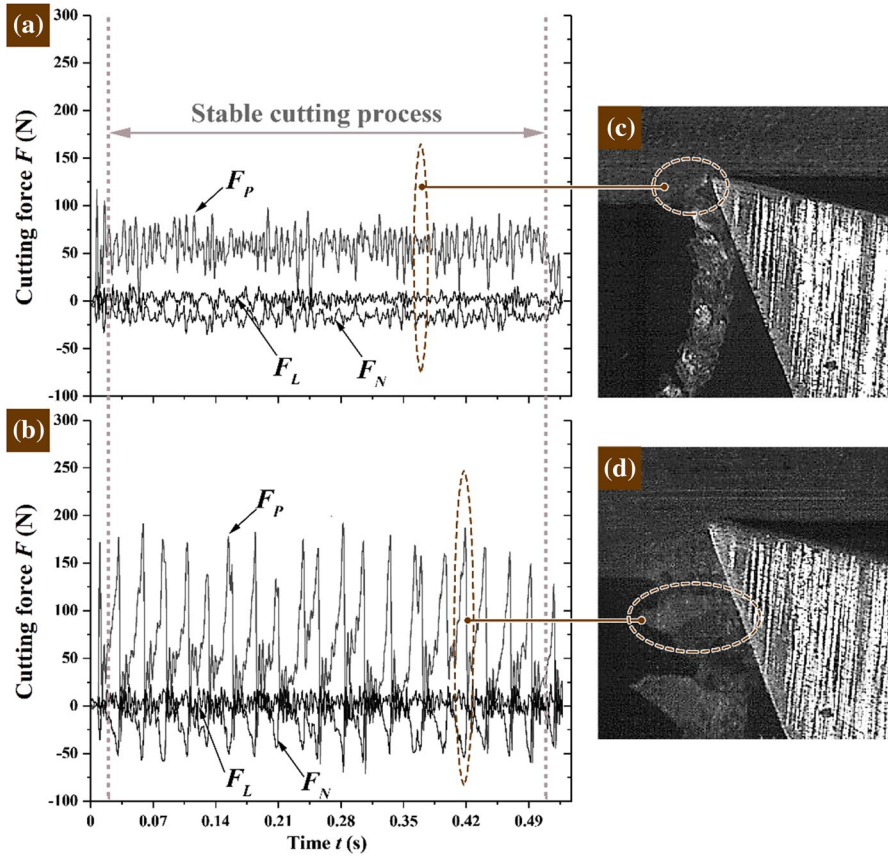 (a)
300
250
200
150
100
50
0
-50
-100
Cutting force F (N)
Stable cutting process
F_P
F_L
F_N
(c)
(b)
300
250
200
150
100
50
0
-50
-100
Cutting force F (N)
F_P
F_L
F_N
(d)
0 0.07 0.14 0.21 0.28 0.35 0.42 0.49
Time t (s)